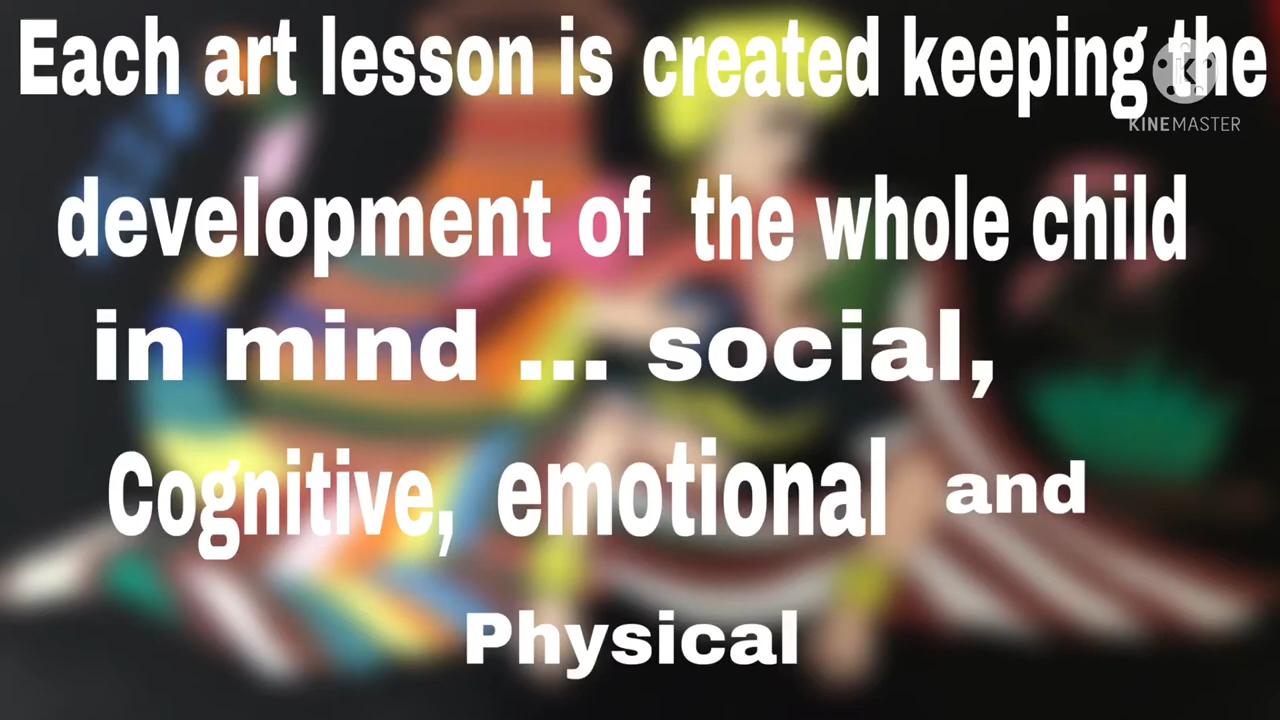 Each art lesson is created keeping the
KINEMASTER
development of the whole child
in mind ... social,
Cognitive, emotional and
Physical